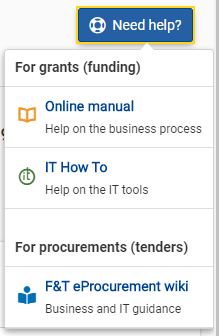 Need help?
For grants (funding)
Online manual
Help on the business process
it
IT How To
Help on the IT tools
For procurements (tenders)
F&T eProcurement wiki
Business and IT guidance